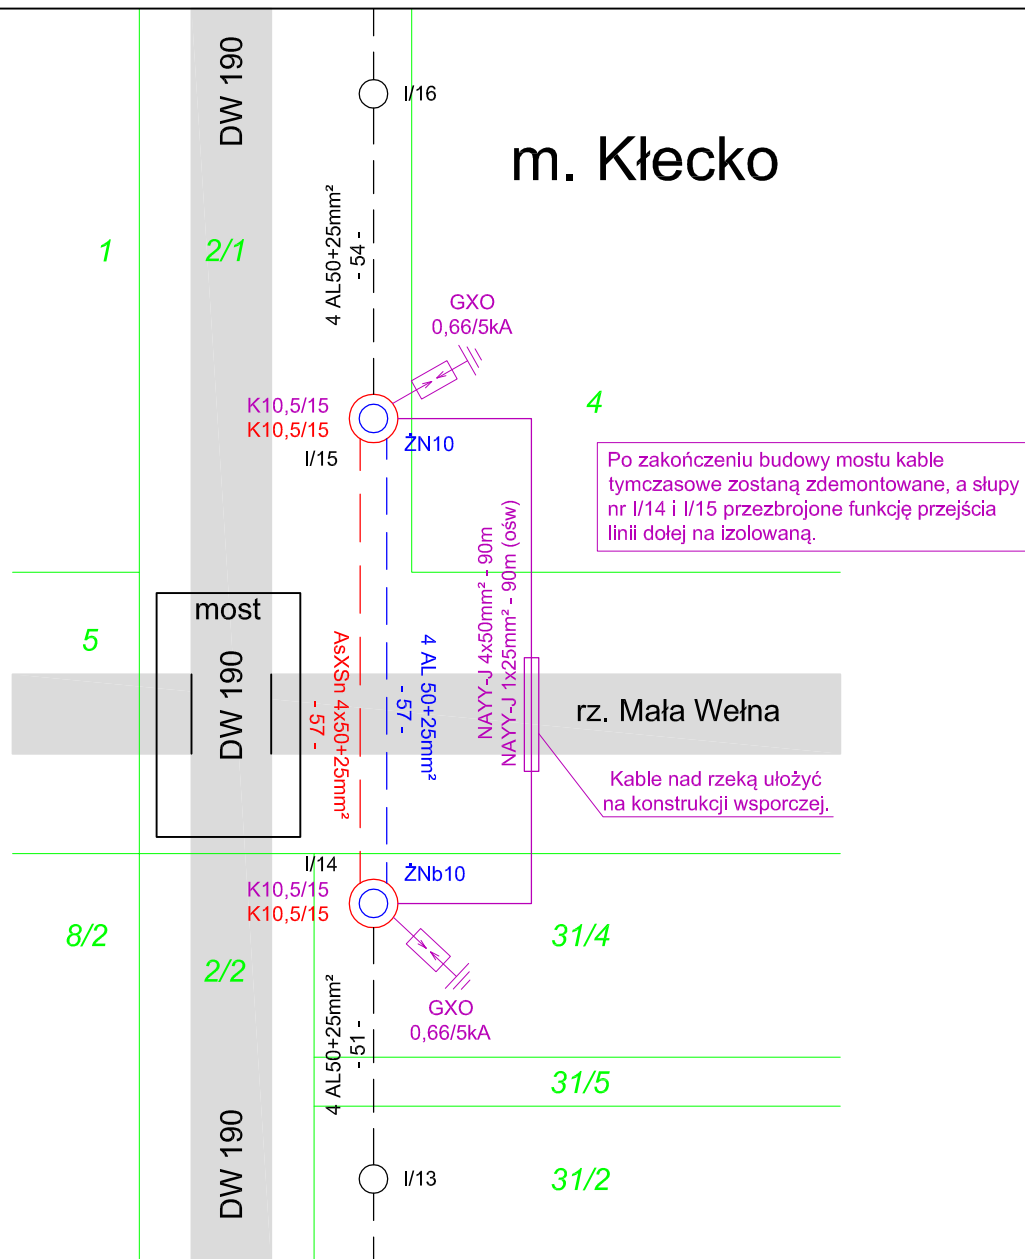 DW 190
I/16
m. Kłecko
4 AL50+25mm²
- 54 -
1
2/1
GXO
0,66/5kA
K10,5/15
K10,5/15
I/15
ŻN10
4
Po zakończeniu budowy mostu kable
tymczasowe zostaną zdemontowane, a słupy
nr I/14 i I/15 przezbrojone funkcję przejścia
linii dołej na izolowaną.
NAYY-J 4x50mm² - 90m
NAYY-J 1x25mm² - 90m (ośw)
most
5
DW 190
AsXSn 4x50+25mm²
- 57 -
4 AL 50+25mm²
- 57 -
rz. Mała Wełna
Kable nad rzeką ułożyć
na konstrukcji wsporczej.
I/14
K10,5/15
K10,5/15
ŻNb10
8/2
2/2
31/4
GXO
0,66/5kA
4 AL50+25mm²
- 51 -
31/5
DW 190
I/13
31/2